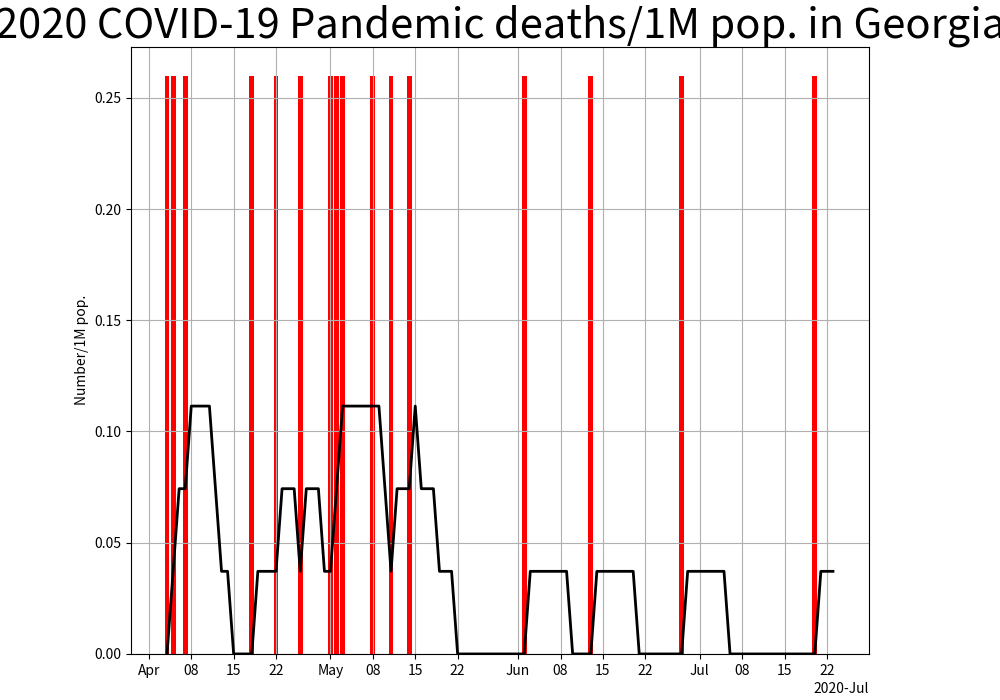 2020 COVID-19 Pandemic deaths/1M pop. in Georgia
Number/1M pop.
0.25
0.20
0.15
0.10
0.05
0.00
Apr 08 15 22 May 08 15 22 Jun 08 15 22 Jul 08 15 22
2020-Jul